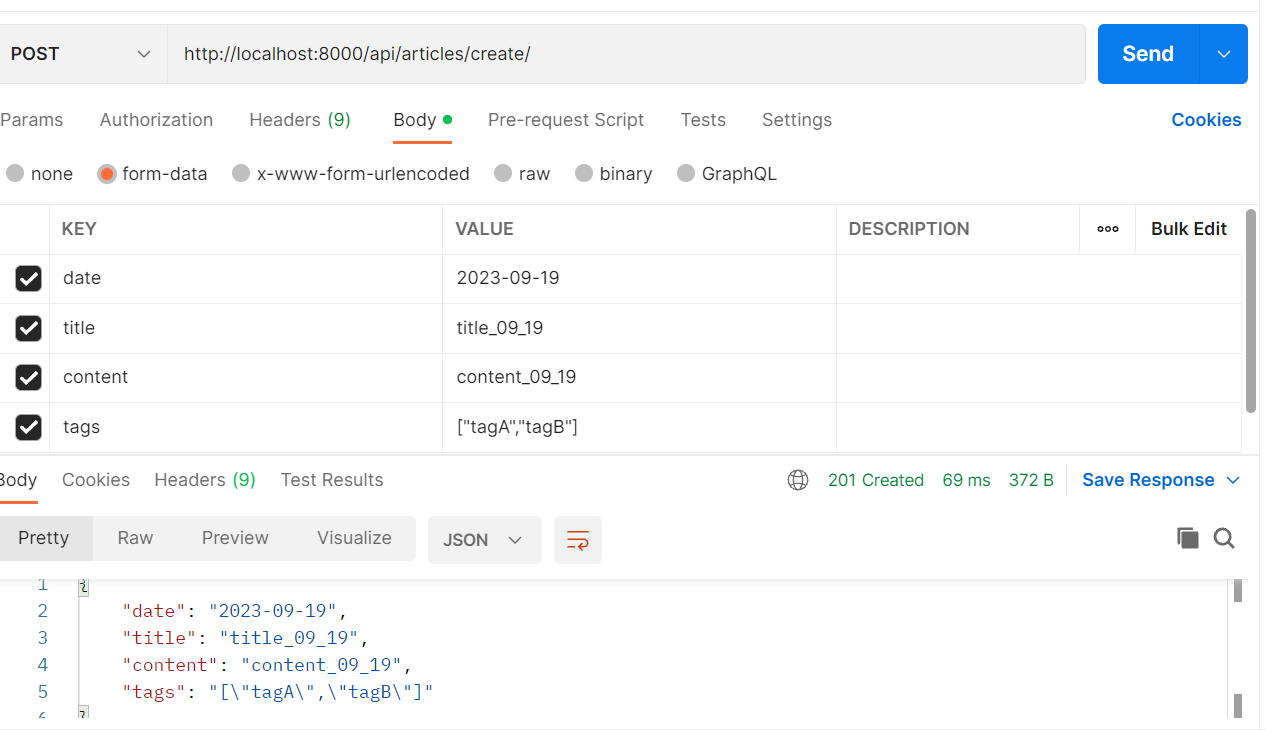 POST http://localhost:8000/api/articles/create/ Send
Params Authorization Headers (9) Body Pre-request Script Tests Settings Cookies
none form-data x-www-form-urlencoded raw binary GraphQL
KEY VALUE DESCRIPTION Bulk Edit
date 2023-09-19
title title_09_19
content content_09_19
tags ["tagA","tagB"]
Body Cookies Headers (9) Test Results 201 Created 69 ms 372 B Save Response
Pretty Raw Preview Visualize JSON
1 {
2 "date": "2023-09-19",
3 "title": "title_09_19",
4 "content": "content_09_19",
5 "tags": "[\"tagA\",\"tagB\"]"
6 }